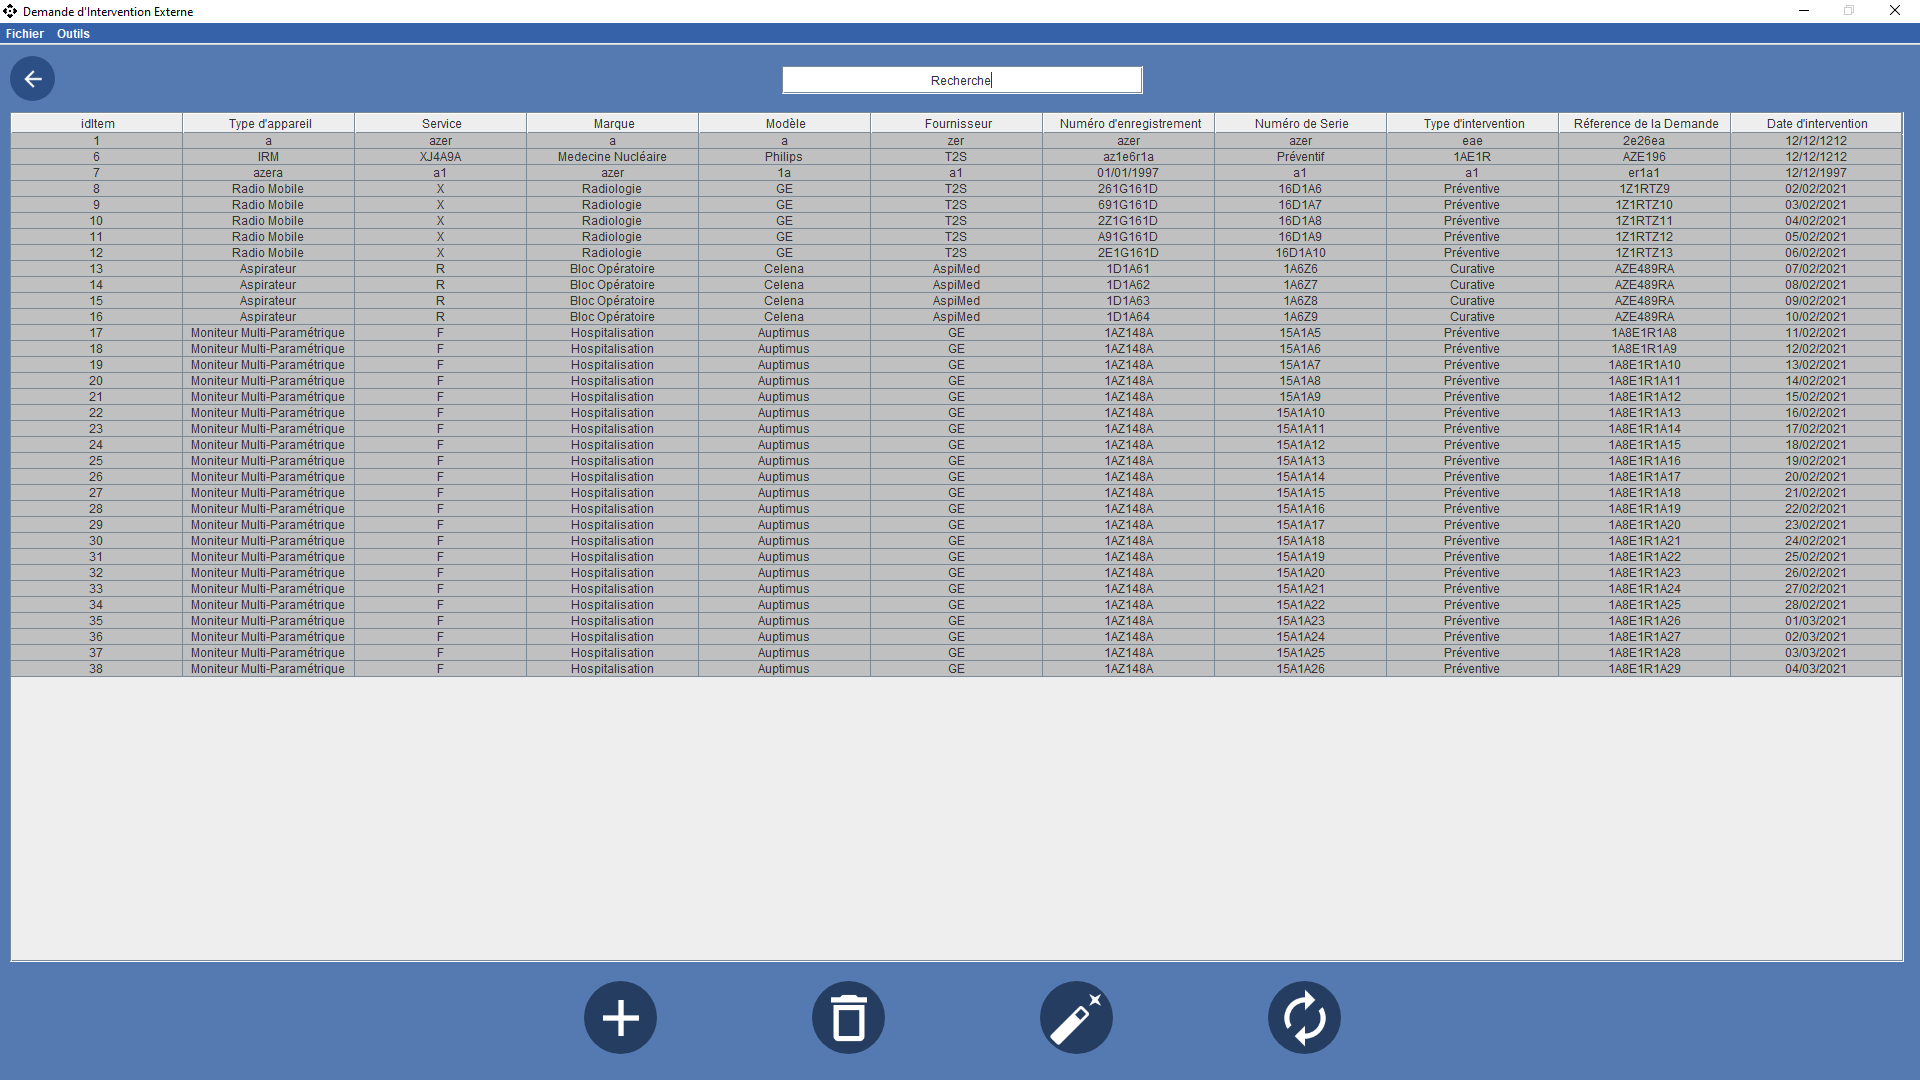 Demande d'Intervention Externe
Fichier Outils
Recherche
idItem Type d'appareil Service Marque Modèle Fournisseur Numéro d'enregistrement Numéro de Serie Type d'intervention Réference de la Demande Date d'intervention
1 a azer a a zer azer azer eae 2e26ea 12/12/1212
6 IRM XJ4A9A Medecine Nucléaire Philips T2S az1e6r1a Préventif 1AE1R AZE196 12/12/1212
7 azera a1 azer 1a a1 01/01/1997 a1 a1 er1a1 12/12/1997
8 Radio Mobile X Radiologie GE T2S 261G161D 16D1A6 Préventive 1Z1RTZ9 02/02/2021
9 Radio Mobile X Radiologie GE T2S 691G161D 16D1A7 Préventive 1Z1RTZ10 03/02/2021
10 Radio Mobile X Radiologie GE T2S 2Z1G161D 16D1A8 Préventive 1Z1RTZ11 04/02/2021
11 Radio Mobile X Radiologie GE T2S A91G161D 16D1A9 Préventive 1Z1RTZ12 05/02/2021
12 Radio Mobile X Radiologie GE T2S 2E1G161D 16D1A10 Préventive 1Z1RTZ13 06/02/2021
13 Aspirateur R Bloc Opératoire Celena AspiMed 1D1A61 1A6Z6 Curative AZE489RA 07/02/2021
14 Aspirateur R Bloc Opératoire Celena AspiMed 1D1A62 1A6Z7 Curative AZE489RA 08/02/2021
15 Aspirateur R Bloc Opératoire Celena AspiMed 1D1A63 1A6Z8 Curative AZE489RA 09/02/2021
16 Aspirateur R Bloc Opératoire Celena AspiMed 1D1A64 1A6Z9 Curative AZE489RA 10/02/2021
17 Moniteur Multi-Paramétrique F Hospitalisation Auptimus GE 1AZ148A 15A1A5 Préventive 1A8E1R1A8 11/02/2021
18 Moniteur Multi-Paramétrique F Hospitalisation Auptimus GE 1AZ148A 15A1A6 Préventive 1A8E1R1A9 12/02/2021
19 Moniteur Multi-Paramétrique F Hospitalisation Auptimus GE 1AZ148A 15A1A7 Préventive 1A8E1R1A10 13/02/2021
20 Moniteur Multi-Paramétrique F Hospitalisation Auptimus GE 1AZ148A 15A1A8 Préventive 1A8E1R1A11 14/02/2021
21 Moniteur Multi-Paramétrique F Hospitalisation Auptimus GE 1AZ148A 15A1A9 Préventive 1A8E1R1A12 15/02/2021
22 Moniteur Multi-Paramétrique F Hospitalisation Auptimus GE 1AZ148A 15A1A10 Préventive 1A8E1R1A13 16/02/2021
23 Moniteur Multi-Paramétrique F Hospitalisation Auptimus GE 1AZ148A 15A1A11 Préventive 1A8E1R1A14 17/02/2021
24 Moniteur Multi-Paramétrique F Hospitalisation Auptimus GE 1AZ148A 15A1A12 Préventive 1A8E1R1A15 18/02/2021
25 Moniteur Multi-Paramétrique F Hospitalisation Auptimus GE 1AZ148A 15A1A13 Préventive 1A8E1R1A16 19/02/2021
26 Moniteur Multi-Paramétrique F Hospitalisation Auptimus GE 1AZ148A 15A1A14 Préventive 1A8E1R1A17 20/02/2021
27 Moniteur Multi-Paramétrique F Hospitalisation Auptimus GE 1AZ148A 15A1A15 Préventive 1A8E1R1A18 21/02/2021
28 Moniteur Multi-Paramétrique F Hospitalisation Auptimus GE 1AZ148A 15A1A16 Préventive 1A8E1R1A19 22/02/2021
29 Moniteur Multi-Paramétrique F Hospitalisation Auptimus GE 1AZ148A 15A1A17 Préventive 1A8E1R1A20 23/02/2021
30 Moniteur Multi-Paramétrique F Hospitalisation Auptimus GE 1AZ148A 15A1A18 Préventive 1A8E1R1A21 24/02/2021
31 Moniteur Multi-Paramétrique F Hospitalisation Auptimus GE 1AZ148A 15A1A19 Préventive 1A8E1R1A22 25/02/2021
32 Moniteur Multi-Paramétrique F Hospitalisation Auptimus GE 1AZ148A 15A1A20 Préventive 1A8E1R1A23 26/02/2021
33 Moniteur Multi-Paramétrique F Hospitalisation Auptimus GE 1AZ148A 15A1A21 Préventive 1A8E1R1A24 27/02/2021
34 Moniteur Multi-Paramétrique F Hospitalisation Auptimus GE 1AZ148A 15A1A22 Préventive 1A8E1R1A25 28/02/2021
35 Moniteur Multi-Paramétrique F Hospitalisation Auptimus GE 1AZ148A 15A1A23 Préventive 1A8E1R1A26 01/03/2021
36 Moniteur Multi-Paramétrique F Hospitalisation Auptimus GE 1AZ148A 15A1A24 Préventive 1A8E1R1A27 02/03/2021
37 Moniteur Multi-Paramétrique F Hospitalisation Auptimus GE 1AZ148A 15A1A25 Préventive 1A8E1R1A28 03/03/2021
38 Moniteur Multi-Paramétrique F Hospitalisation Auptimus GE 1AZ148A 15A1A26 Préventive 1A8E1R1A29 04/03/2021